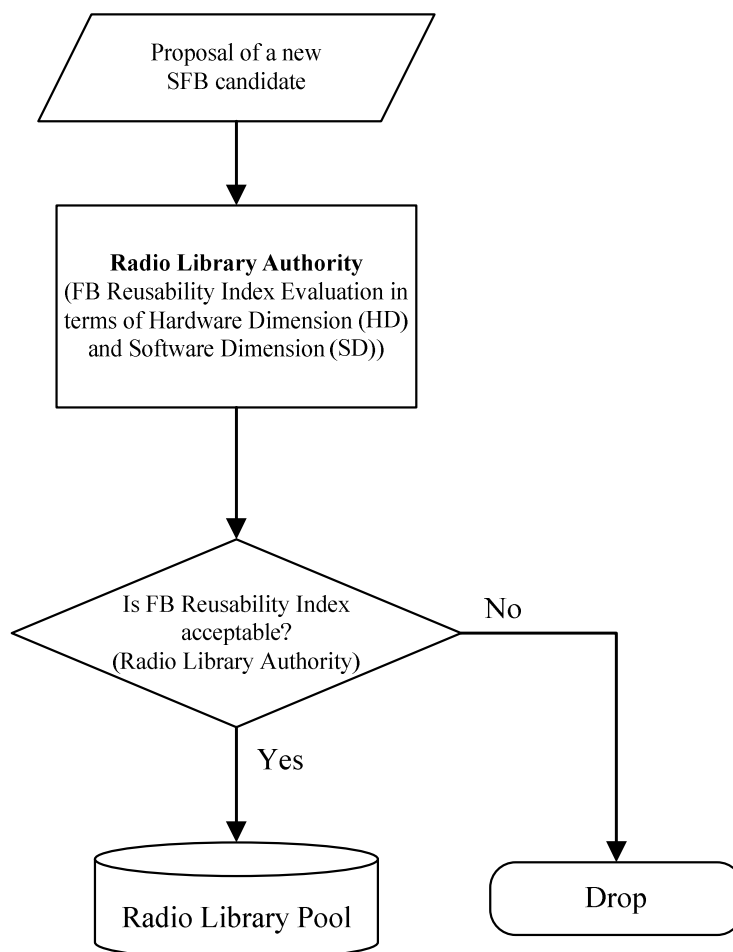 Proposal of a new
SFB candidate
Radio Library Authority
(FB Reusability Index Evaluation in
terms of Hardware Dimension (HD)
and Software Dimension (SD))
Is FB Reusability Index
acceptable?
(Radio Library Authority)
No
Yes
Radio Library Pool
Drop